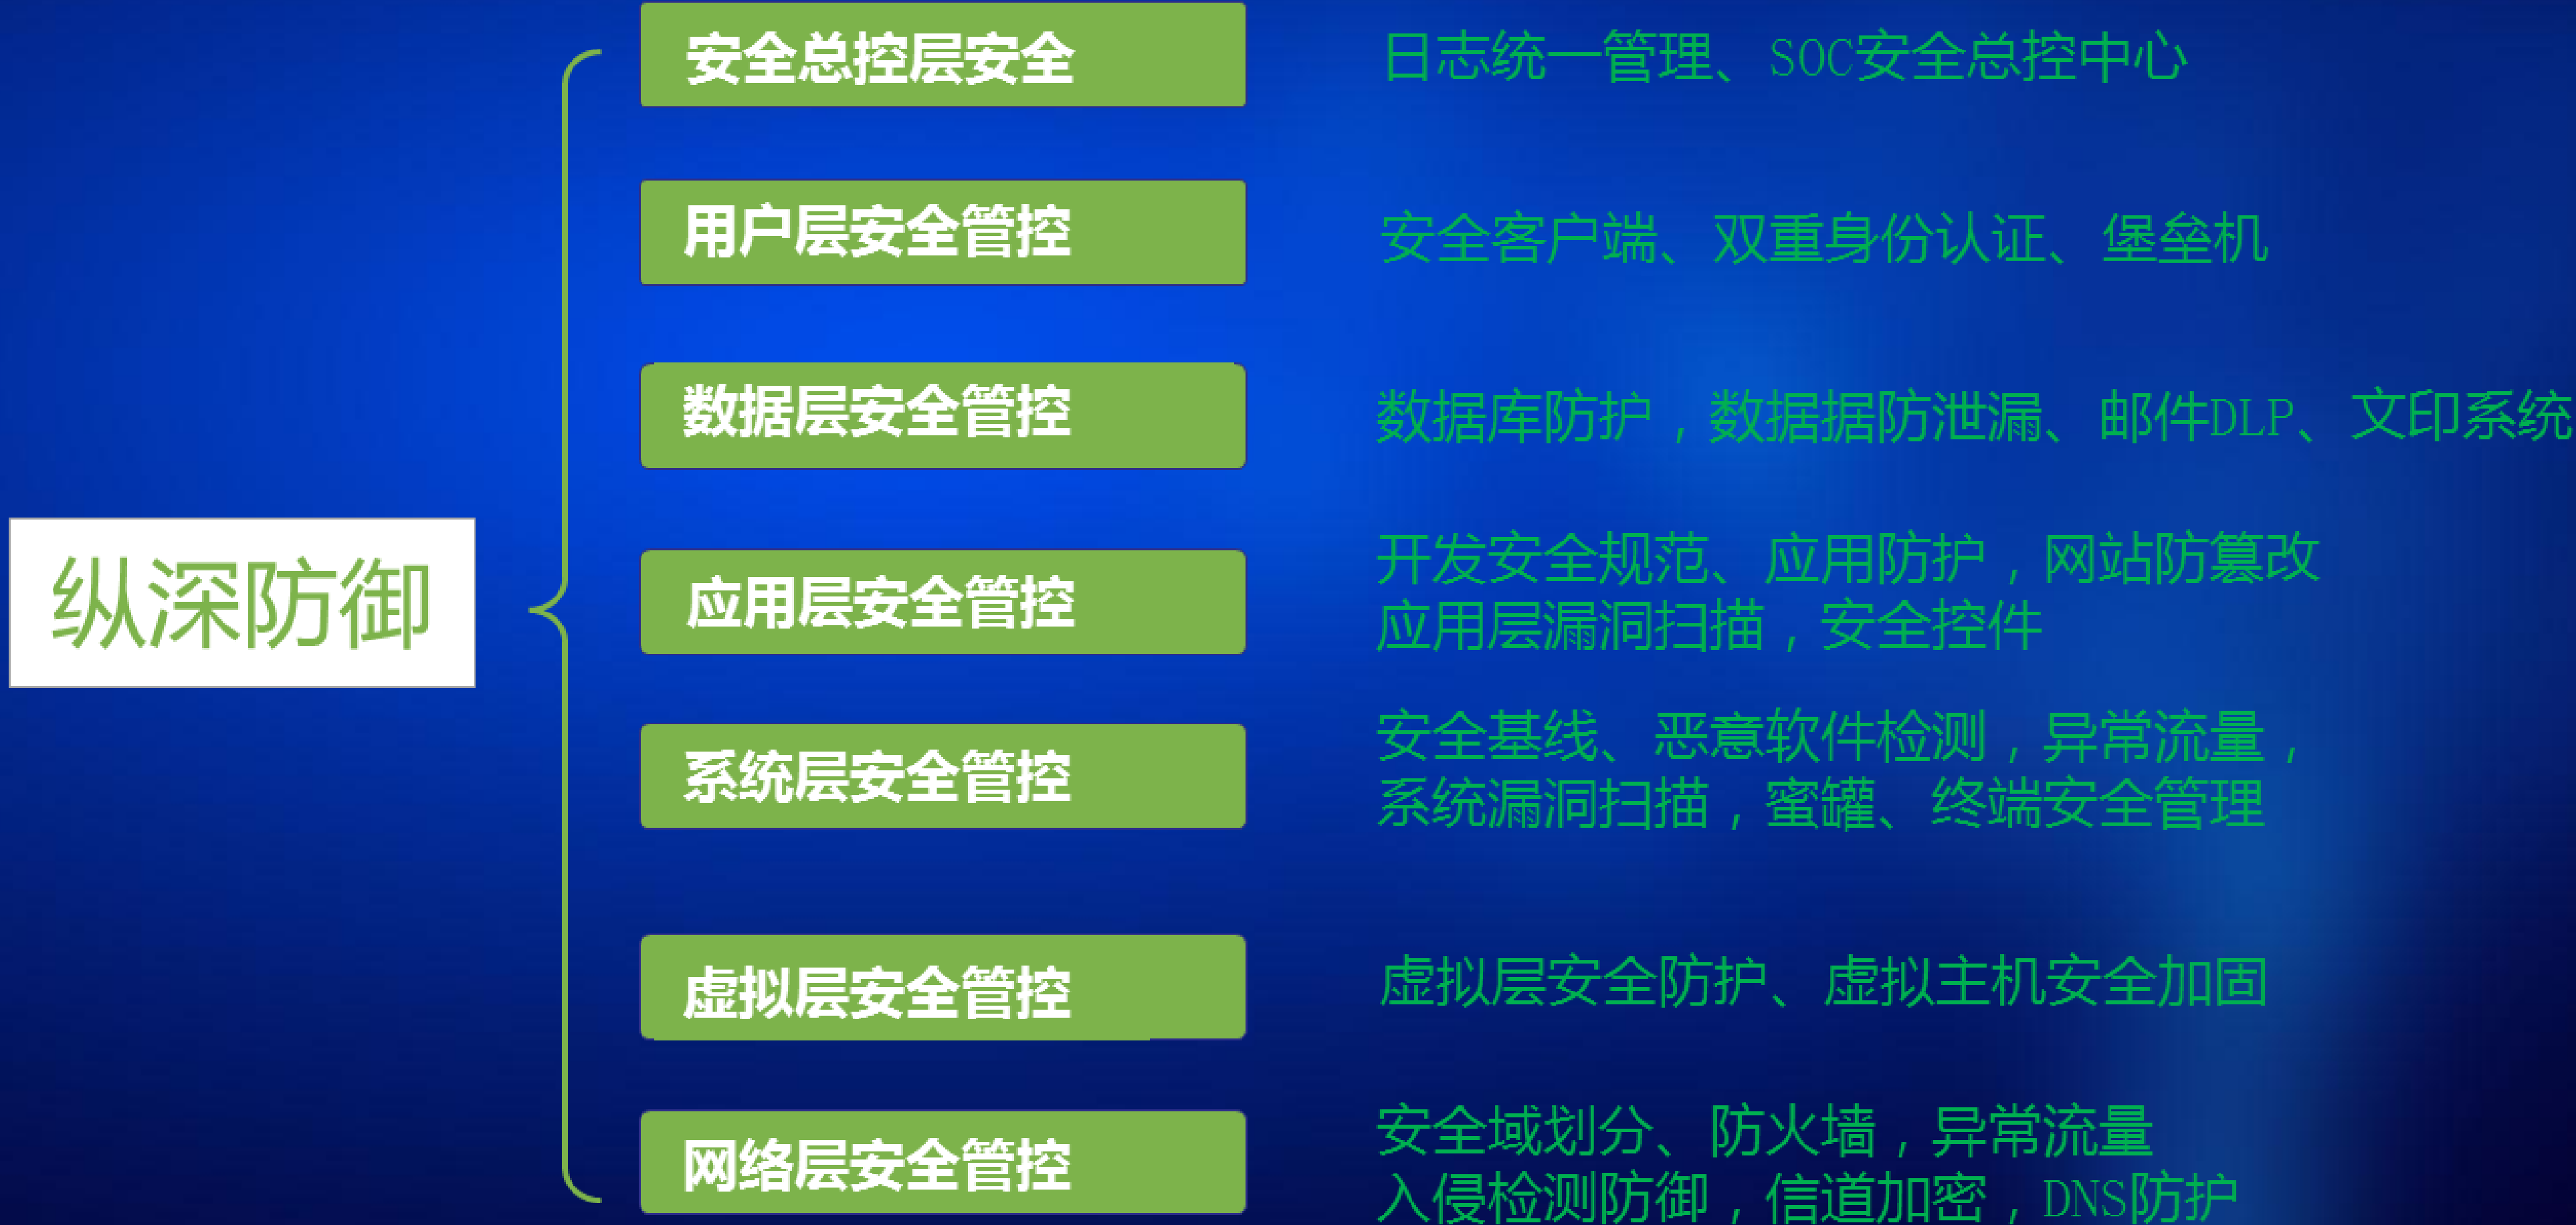 纵深防御
安全总控层安全
日志统一管理、SOC安全总控中心
用户层安全管控
安全客户端、双重身份认证、堡垒机
数据层安全管控
数据库防护，数据据防泄漏、邮件DLP、文印系统
应用层安全管控
开发安全规范、应用防护，网站防篡改
应用层漏洞扫描，安全控件
系统层安全管控
安全基线、恶意软件检测，异常流量，
系统漏洞扫描，蜜罐、终端安全管理
虚拟层安全管控
虚拟层安全防护、虚拟主机安全加固
网络层安全管控
安全域划分、防火墙，异常流量
入侵检测防御，信道加密，DNS防护